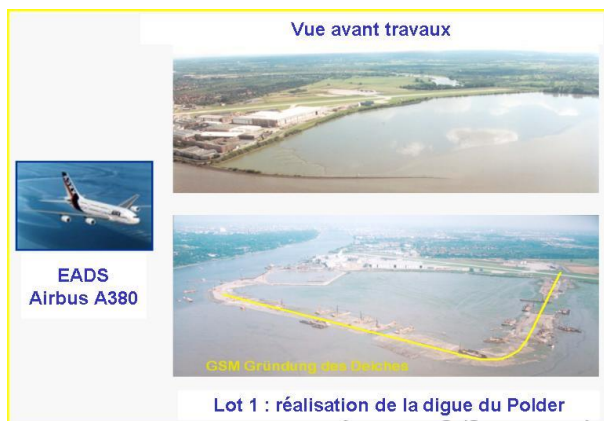 Vue avant travaux
EADS
Airbus A380
GSM Gründung des Deiches
Lot 1 : réalisation de la digue du Polder